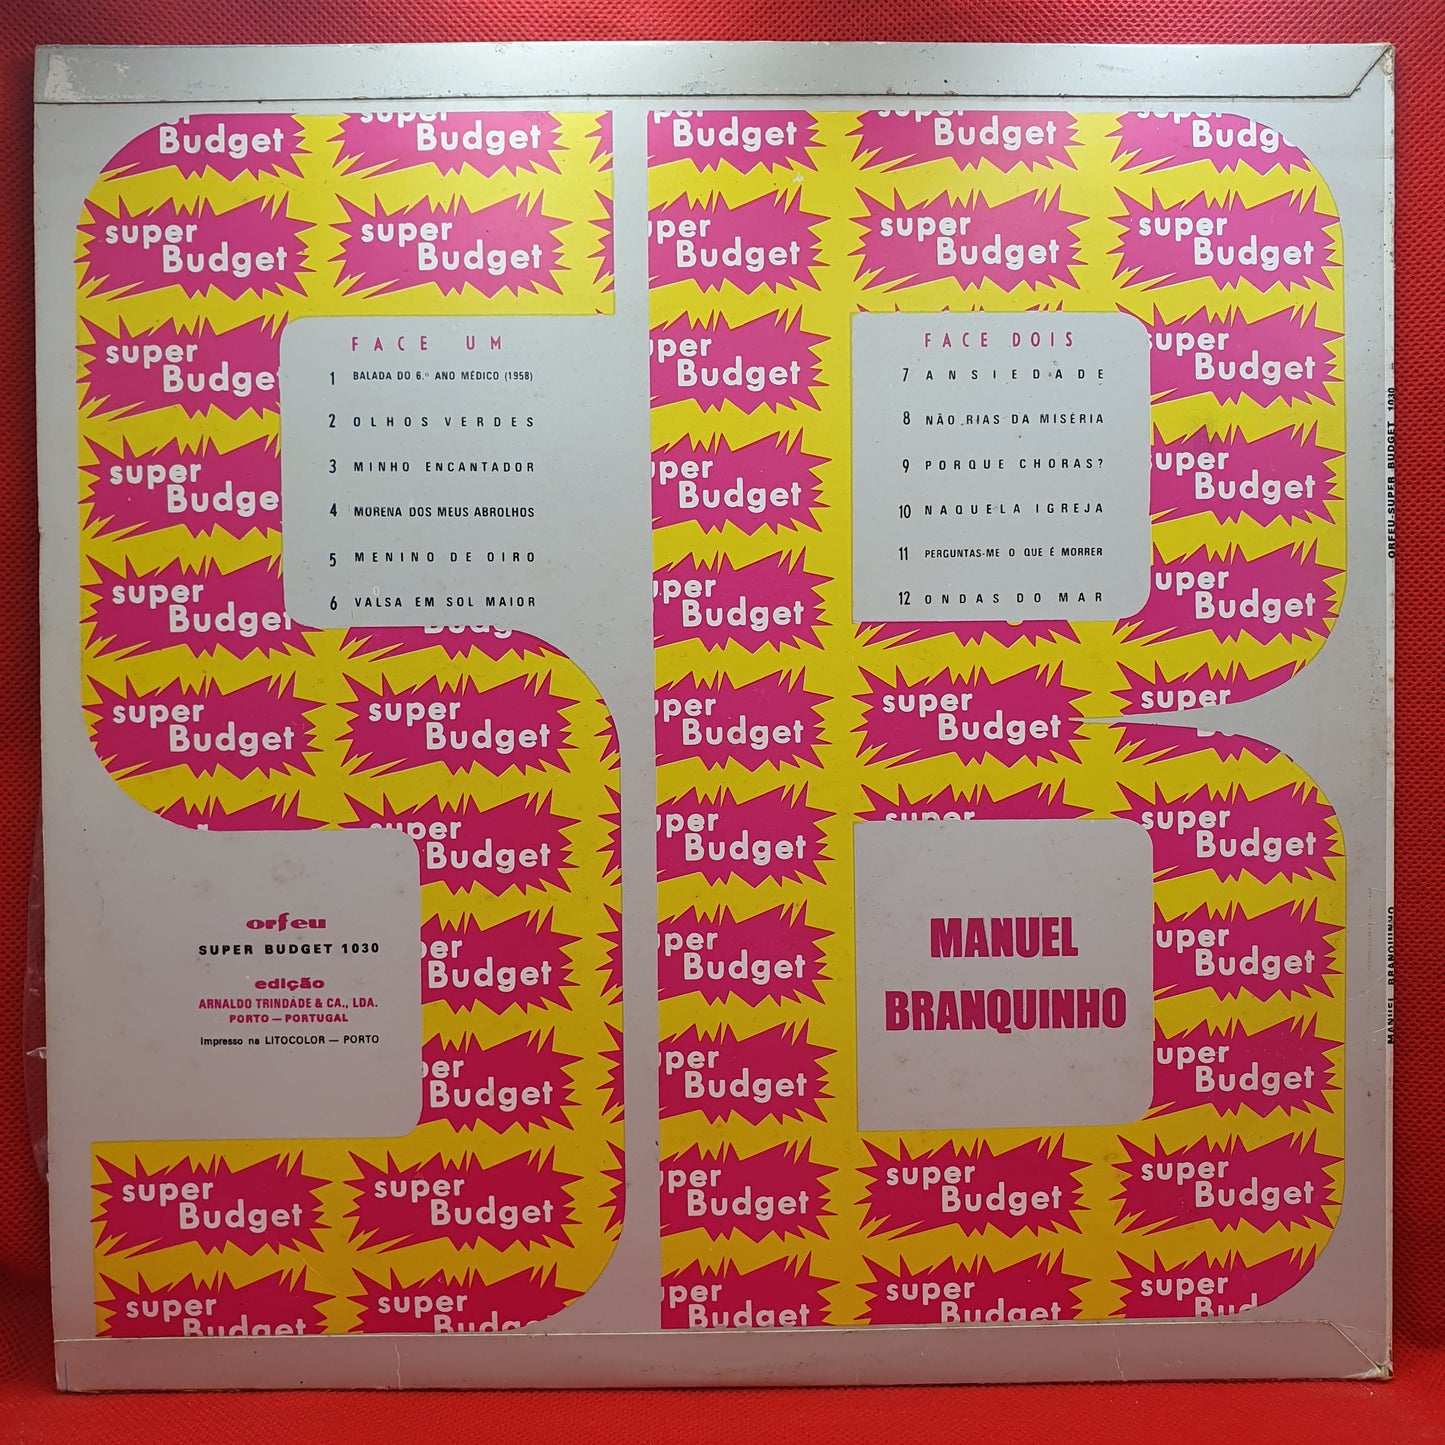 super Budget
FACE UM
1 BALADA DO 6.º ANO MÉDICO (1958)
2 OLHOS VERDES
3 MINHO ENCANTADOR
4 MORENA DOS MEUS ABROLHOS
5 MENINO DE OIRO
6 VALSA EM SOL MAIOR
FACE DOIS
7 ANSIEDADE
8 NÃO RIAS DA MISÉRIA
9 PORQUE CHORAS?
10 NAQUELA IGREJA
11 PERGUNTAS-ME O QUE É MORRER
12 ONDAS DO MAR
orfeu
SUPER BUDGET 1030
edição
ARNALDO TRINDADE & CA., LDA.
PORTO — PORTUGAL
Impresso na LITOCOLOR — PORTO
MANUEL
BRANQUINHO
ORFEU-SUPER BUDGET 1030
MANUEL BRANQUINHO